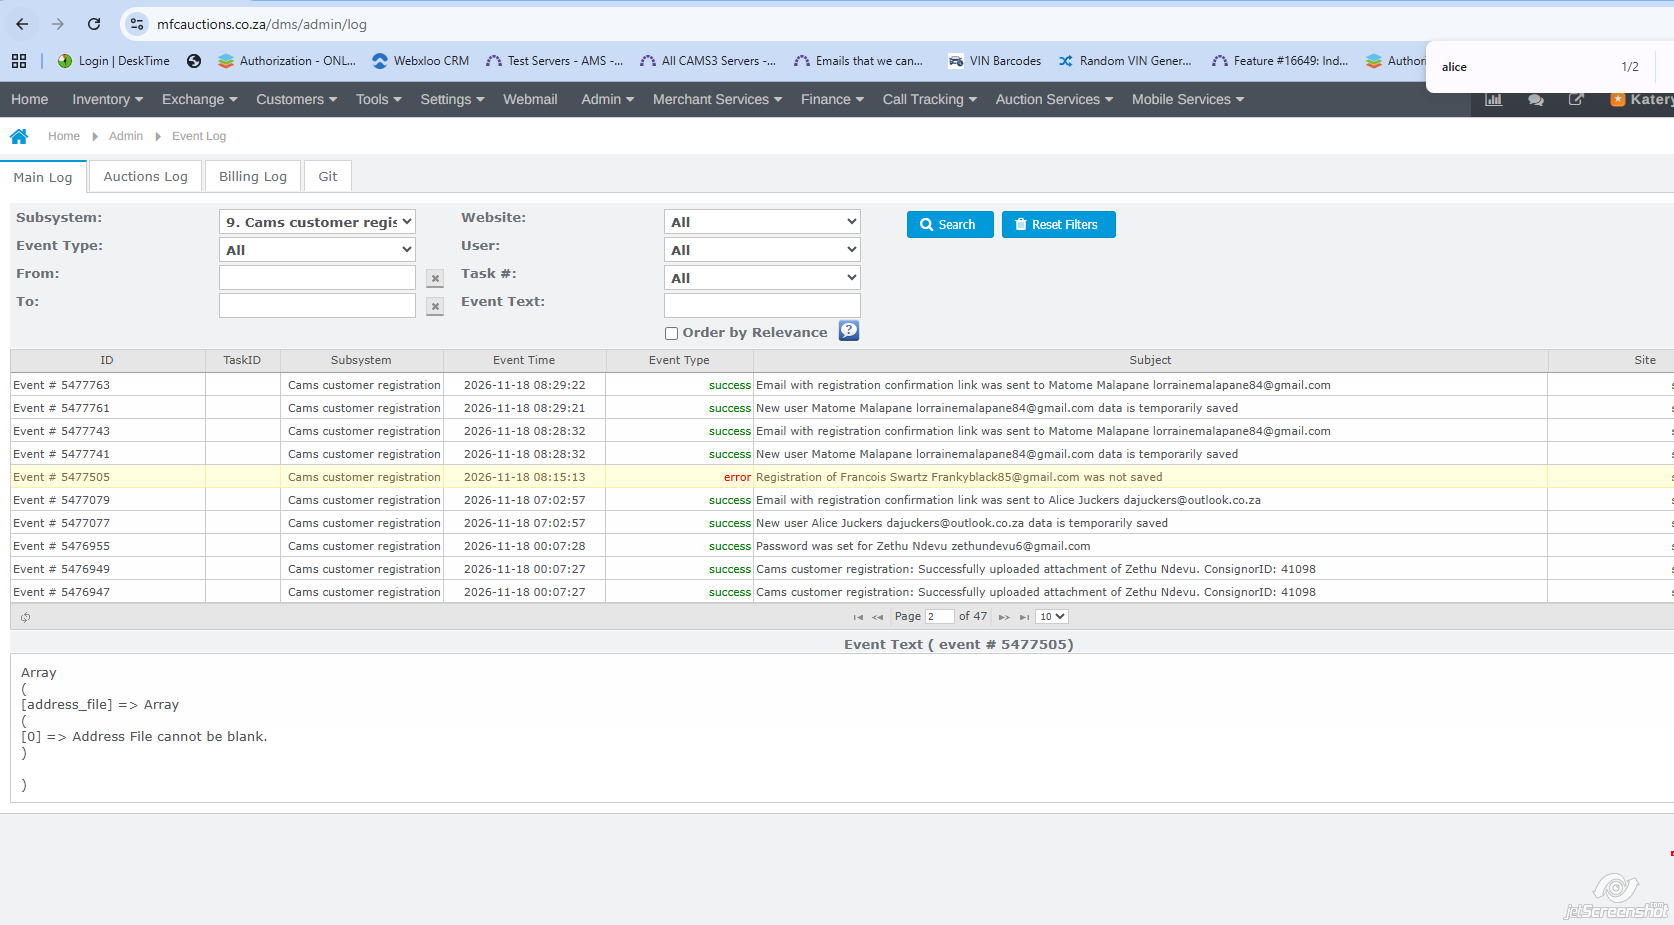 mfcauctions.co.za/dms/admin/log
Login | DeskTime
Authorization - ONL...
Webxloo CRM
Test Servers - AMS -...
All CAMS3 Servers -...
Emails that we can...
VIN Barcodes
Random VIN Gener...
Feature #16649: Ind...
alice 1/2
Home Inventory Exchange Customers Tools Settings Webmail Admin Merchant Services Finance Call Tracking Auction Services Mobile Services
Home Admin Event Log
Main Log Auctions Log Billing Log Git
Subsystem: 9. Cams customer regis Website: All Search Reset Filters
Event Type: All User: All
From: Task #: All
To: Event Text:
Order by Relevance ?
ID TaskID Subsystem Event Time Event Type Subject Site
Event # 5477763 Cams customer registration 2026-11-18 08:29:22 success Email with registration confirmation link was sent to Matome Malapane lorrainemalapane84@gmail.com
Event # 5477761 Cams customer registration 2026-11-18 08:29:21 success New user Matome Malapane lorrainemalapane84@gmail.com data is temporarily saved
Event # 5477743 Cams customer registration 2026-11-18 08:28:32 success Email with registration confirmation link was sent to Matome Malapane lorrainemalapane84@gmail.com
Event # 5477741 Cams customer registration 2026-11-18 08:28:32 success New user Matome Malapane lorrainemalapane84@gmail.com data is temporarily saved
Event # 5477505 Cams customer registration 2026-11-18 08:15:13 error Registration of Francois Swartz Frankyblack85@gmail.com was not saved
Event # 5477079 Cams customer registration 2026-11-18 07:02:57 success Email with registration confirmation link was sent to Alice Juckers dajuckers@outlook.co.za
Event # 5477077 Cams customer registration 2026-11-18 07:02:57 success New user Alice Juckers dajuckers@outlook.co.za data is temporarily saved
Event # 5476955 Cams customer registration 2026-11-18 00:07:28 success Password was set for Zethu Ndevu zethundevu6@gmail.com
Event # 5476949 Cams customer registration 2026-11-18 00:07:27 success Cams customer registration: Successfully uploaded attachment of Zethu Ndevu. ConsignorID: 41098
Event # 5476947 Cams customer registration 2026-11-18 00:07:27 success Cams customer registration: Successfully uploaded attachment of Zethu Ndevu. ConsignorID: 41098
Page 2 of 47 10
Event Text ( event # 5477505)
Array
(
[address_file] => Array
(
[0] => Address File cannot be blank.
)
)
jetScreenshot.com